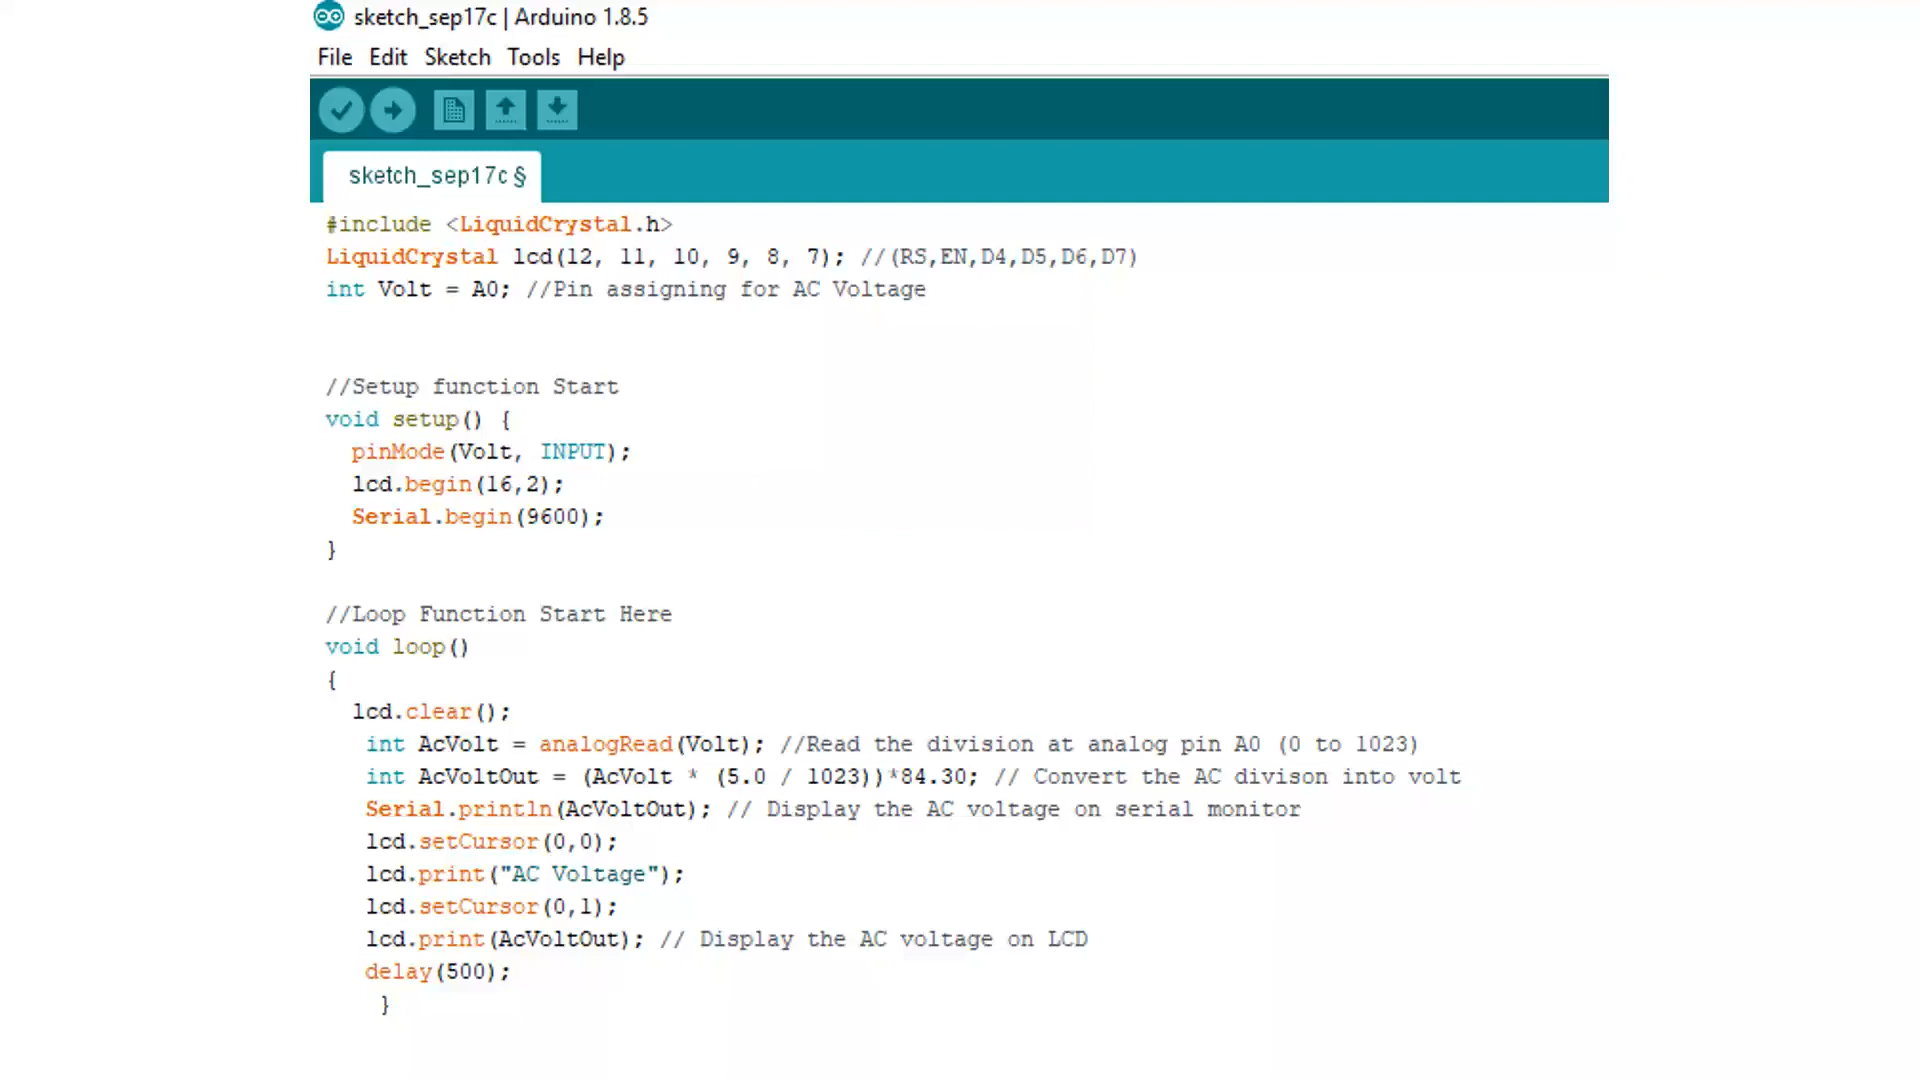 sketch_sep17c | Arduino 1.8.5
File Edit Sketch Tools Help
sketch_sep17c §
#include <LiquidCrystal.h>
LiquidCrystal lcd(12, 11, 10, 9, 8, 7); //(RS,EN,D4,D5,D6,D7)
int Volt = A0; //Pin assigning for AC Voltage
//Setup function Start
void setup() {
pinMode(Volt, INPUT);
lcd.begin(16,2);
Serial.begin(9600);
}
//Loop Function Start Here
void loop()
{
lcd.clear();
int AcVolt = analogRead(Volt); //Read the division at analog pin A0 (0 to 1023)
int AcVoltOut = (AcVolt * (5.0 / 1023))*84.30; // Convert the AC divison into volt
Serial.println(AcVoltOut); // Display the AC voltage on serial monitor
lcd.setCursor(0,0);
lcd.print("AC Voltage");
lcd.setCursor(0,1);
lcd.print(AcVoltOut); // Display the AC voltage on LCD
delay(500);
}